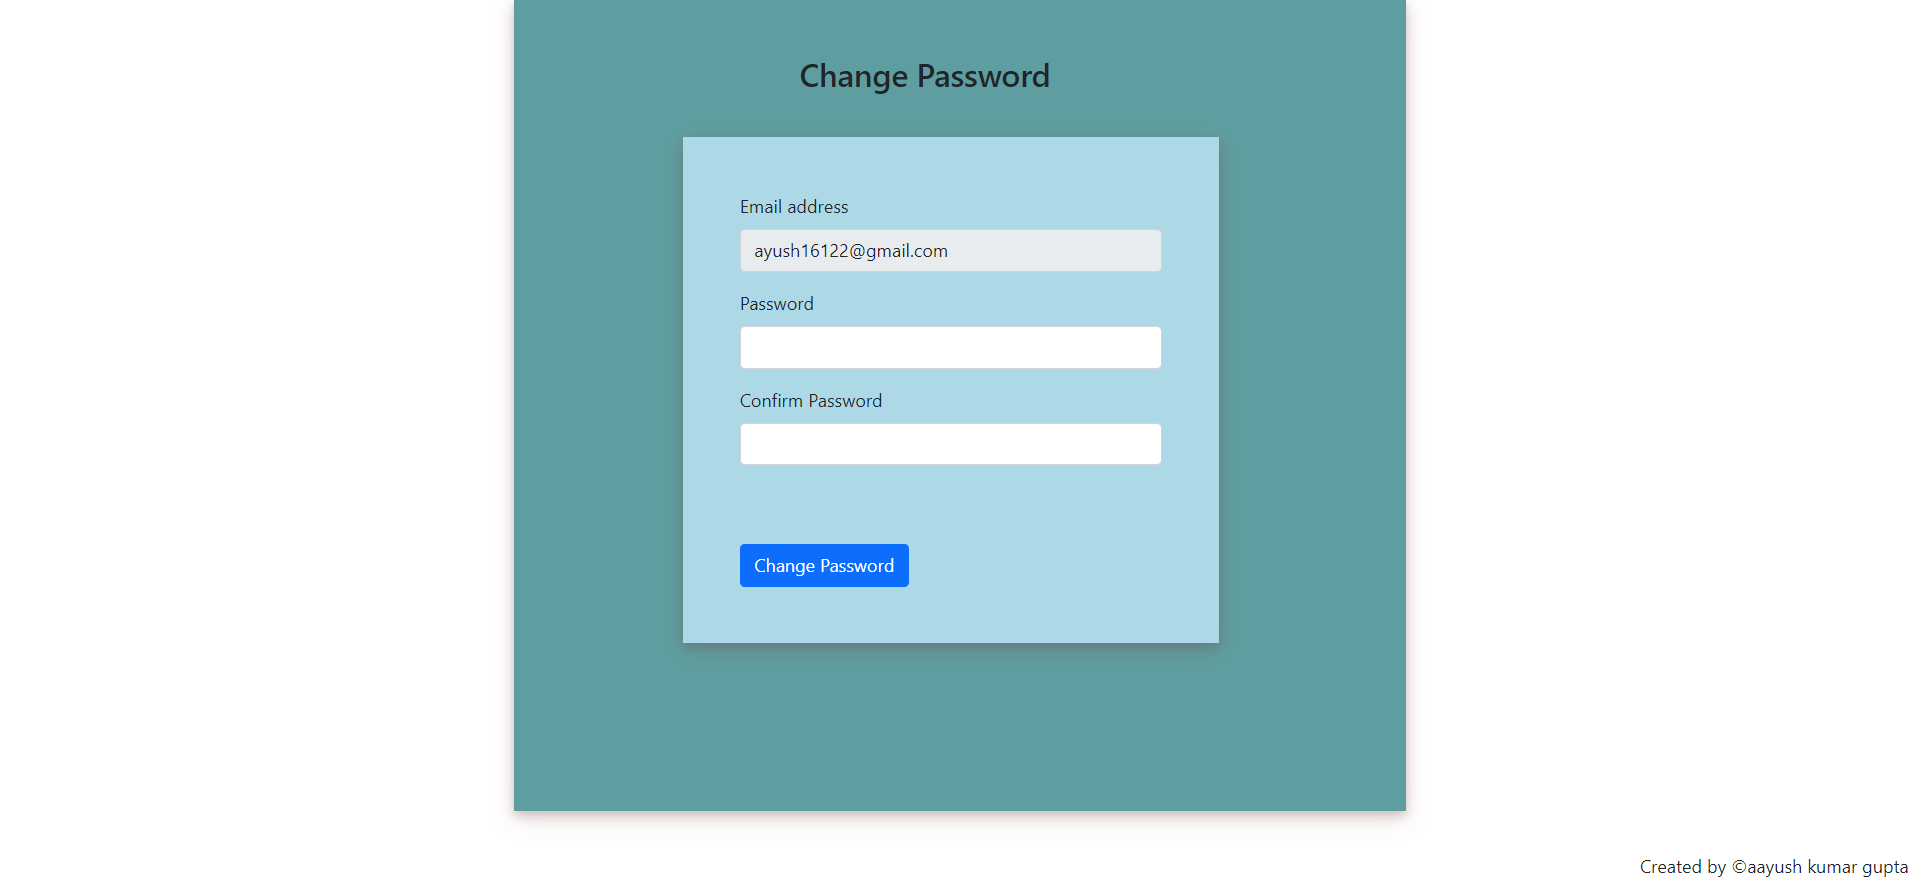 Change Password
Email address
ayush16122@gmail.com
Password
Confirm Password
Change Password
Created by ©aayush kumar gupta